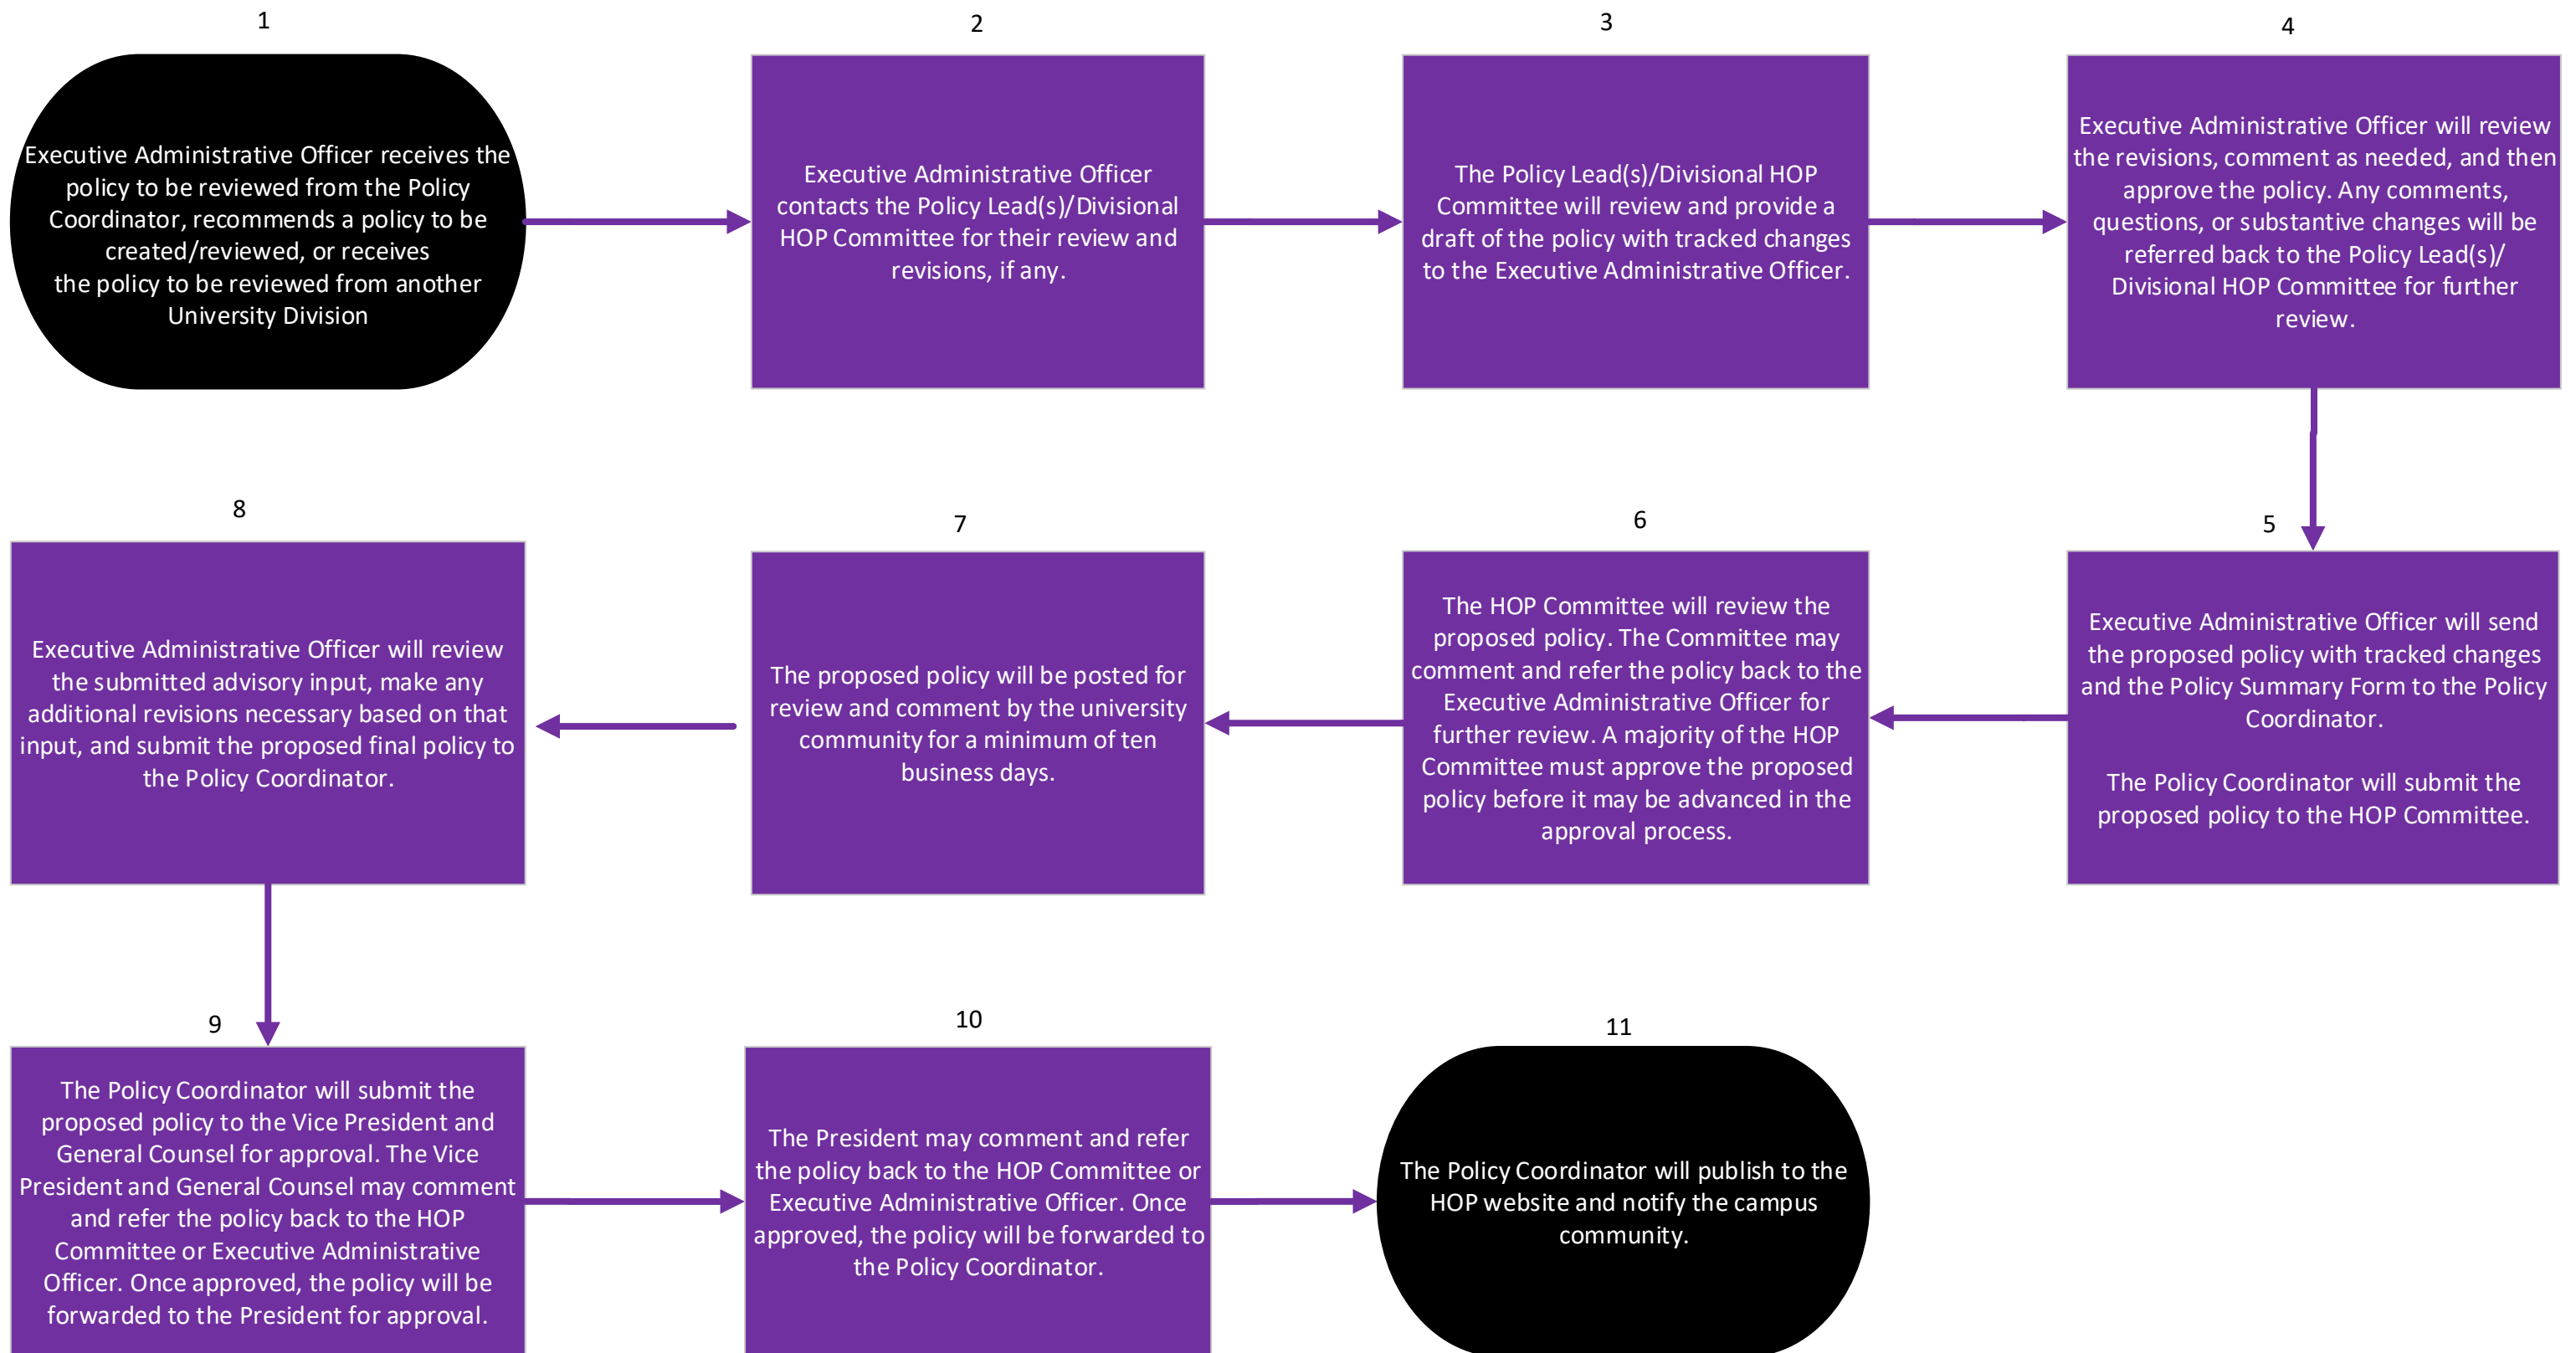 1
Executive Administrative Officer receives the
policy to be reviewed from the Policy
Coordinator, recommends a policy to be
created/reviewed, or receives
the policy to be reviewed from another
University Division
2
Executive Administrative Officer
contacts the Policy Lead(s)/Divisional
HOP Committee for their review and
revisions, if any.
3
The Policy Lead(s)/Divisional HOP
Committee will review and provide a
draft of the policy with tracked changes
to the Executive Administrative Officer.
4
Executive Administrative Officer will review
the revisions, comment as needed, and then
approve the policy. Any comments,
questions, or substantive changes will be
referred back to the Policy Lead(s)/
Divisional HOP Committee for further
review.
5
Executive Administrative Officer will send
the proposed policy with tracked changes
and the Policy Summary Form to the Policy
Coordinator.
The Policy Coordinator will submit the
proposed policy to the HOP Committee.
6
The HOP Committee will review the
proposed policy. The Committee may
comment and refer the policy back to the
Executive Administrative Officer for
further review. A majority of the HOP
Committee must approve the proposed
policy before it may be advanced in the
approval process.
7
The proposed policy will be posted for
review and comment by the university
community for a minimum of ten
business days.
8
Executive Administrative Officer will review
the submitted advisory input, make any
additional revisions necessary based on that
input, and submit the proposed final policy to
the Policy Coordinator.
9
The Policy Coordinator will submit the
proposed policy to the Vice President and
General Counsel for approval. The Vice
President and General Counsel may comment
and refer the policy back to the HOP
Committee or Executive Administrative
Officer. Once approved, the policy will be
forwarded to the President for approval.
10
The President may comment and refer
the policy back to the HOP Committee or
Executive Administrative Officer. Once
approved, the policy will be forwarded to
the Policy Coordinator.
11
The Policy Coordinator will publish to the
HOP website and notify the campus
community.